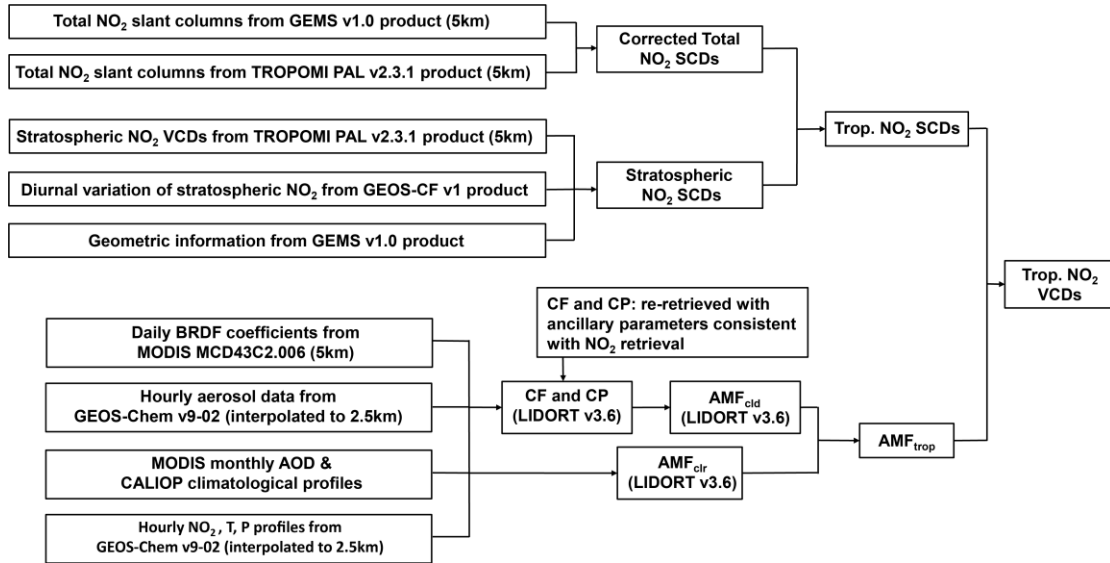 Total NO₂ slant columns from GEMS v1.0 product (5km)
Total NO₂ slant columns from TROPOMI PAL v2.3.1 product (5km)
Corrected Total
NO₂ SCDs
Stratospheric NO₂ VCDs from TROPOMI PAL v2.3.1 product (5km)
Diurnal variation of stratospheric NO₂ from GEOS-CF v1 product
Geometric information from GEMS v1.0 product
Stratospheric
NO₂ SCDs
Trop. NO₂ SCDs
Trop. NO₂
VCDs
CF and CP: re-retrieved with
ancillary parameters consistent
with NO₂ retrieval
Daily BRDF coefficients from
MODIS MCD43C2.006 (5km)
Hourly aerosol data from
GEOS-Chem v9-02 (interpolated to 2.5km)
MODIS monthly AOD &
CALIOP climatological profiles
Hourly NO₂ , T, P profiles from
GEOS-Chem v9-02 (interpolated to 2.5km)
CF and CP
(LIDORT v3.6)
AMFcld
(LIDORT v3.6)
AMFclr
(LIDORT v3.6)
AMFtrop